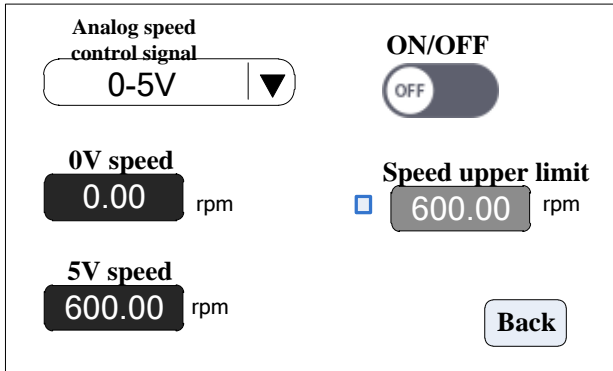 Analog speed
control signal
0-5V
ON/OFF
OFF
0V speed
0.00 rpm
Speed upper limit
600.00 rpm
5V speed
600.00 rpm
Back